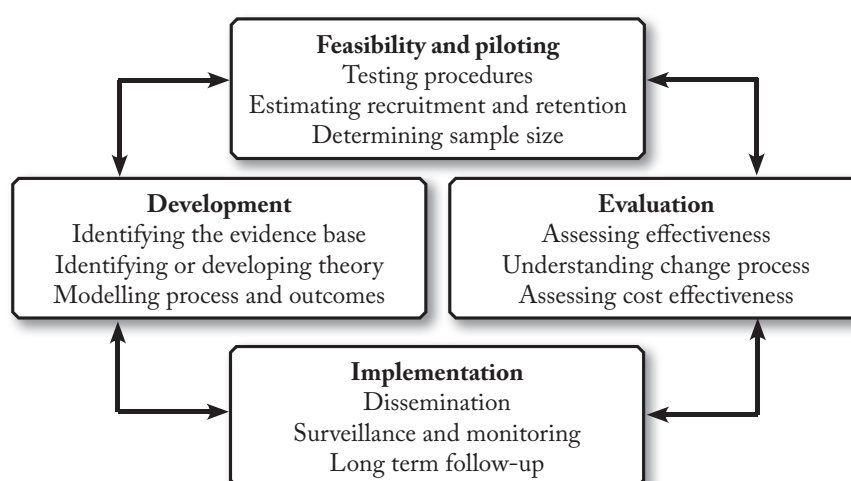 Feasibility and piloting
Testing procedures
Estimating recruitment and retention
Determining sample size
Development
Identifying the evidence base
Identifying or developing theory
Modelling process and outcomes
Evaluation
Assessing effectiveness
Understanding change process
Assessing cost effectiveness
Implementation
Dissemination
Surveillance and monitoring
Long term follow-up